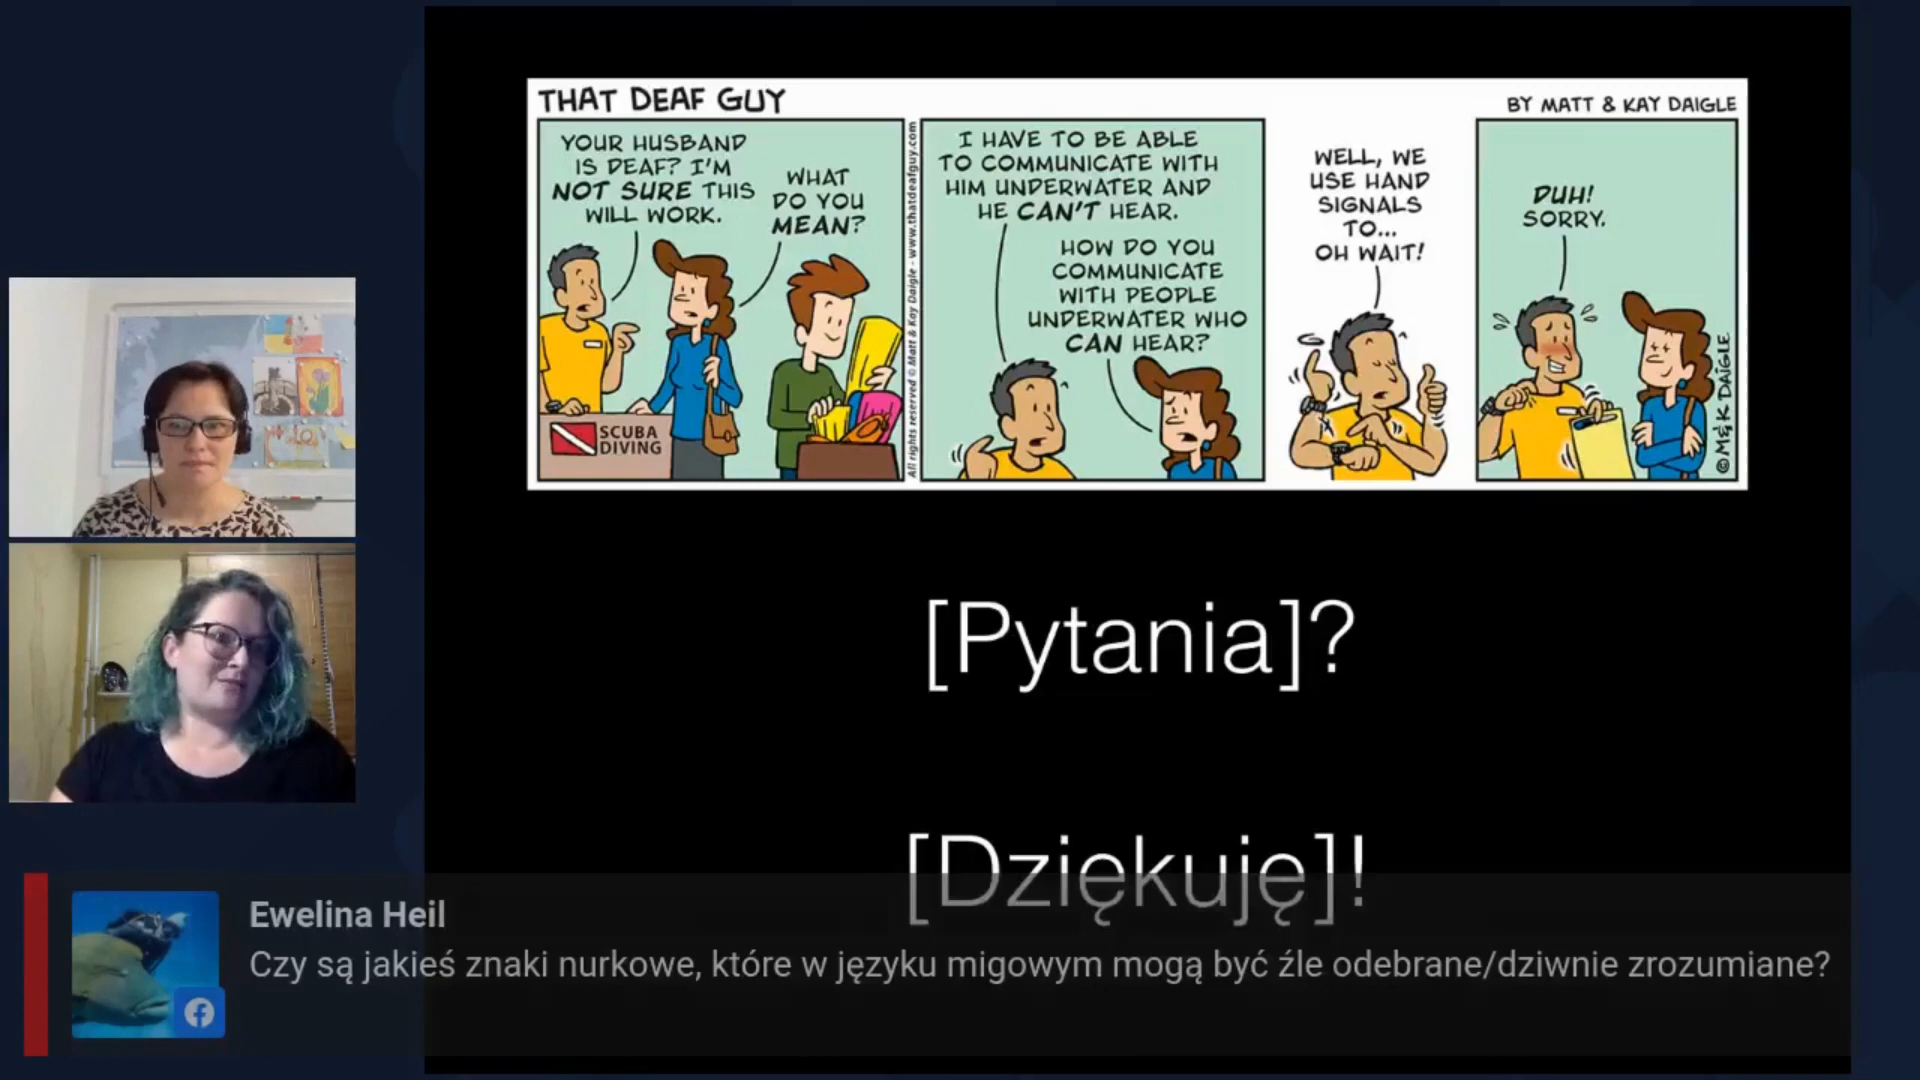 THAT DEAF GUY
BY MATT & KAY DAIGLE
YOUR HUSBAND
IS DEAF? I'M
NOT SURE THIS
WILL WORK.
WHAT
DO YOU
MEAN?
SCUBA
DIVING
All rights reserved © Matt & Kay Daigle - www.thatdeafguy.com
I HAVE TO BE ABLE
TO COMMUNICATE WITH
HIM UNDERWATER AND
HE CAN'T HEAR.
HOW DO YOU
COMMUNICATE
WITH PEOPLE
UNDERWATER WHO
CAN HEAR?
WELL, WE
USE HAND
SIGNALS
TO...
OH WAIT!
DUH!
SORRY.
©M&K DAIGLE
[Pytania]?
[Dziękuję]!
Ewelina Heil
Czy są jakieś znaki nurkowe, które w języku migowym mogą być źle odebrane/dziwnie zrozumiane?